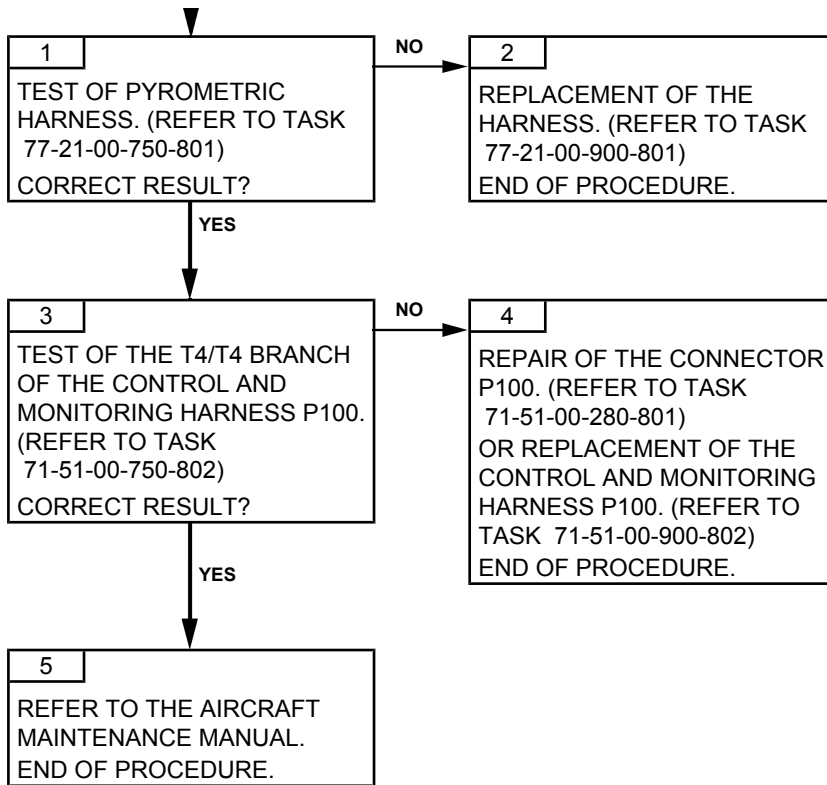 1
TEST OF PYROMETRIC
HARNESS. (REFER TO TASK
77-21-00-750-801)
CORRECT RESULT?
NO
2
REPLACEMENT OF THE
HARNESS. (REFER TO TASK
77-21-00-900-801)
END OF PROCEDURE.
YES
3
TEST OF THE T4/T4 BRANCH
OF THE CONTROL AND
MONITORING HARNESS P100.
(REFER TO TASK
71-51-00-750-802)
CORRECT RESULT?
NO
4
REPAIR OF THE CONNECTOR
P100. (REFER TO TASK
71-51-00-280-801)
OR REPLACEMENT OF THE
CONTROL AND MONITORING
HARNESS P100. (REFER TO
TASK 71-51-00-900-802)
END OF PROCEDURE.
YES
5
REFER TO THE AIRCRAFT
MAINTENANCE MANUAL.
END OF PROCEDURE.